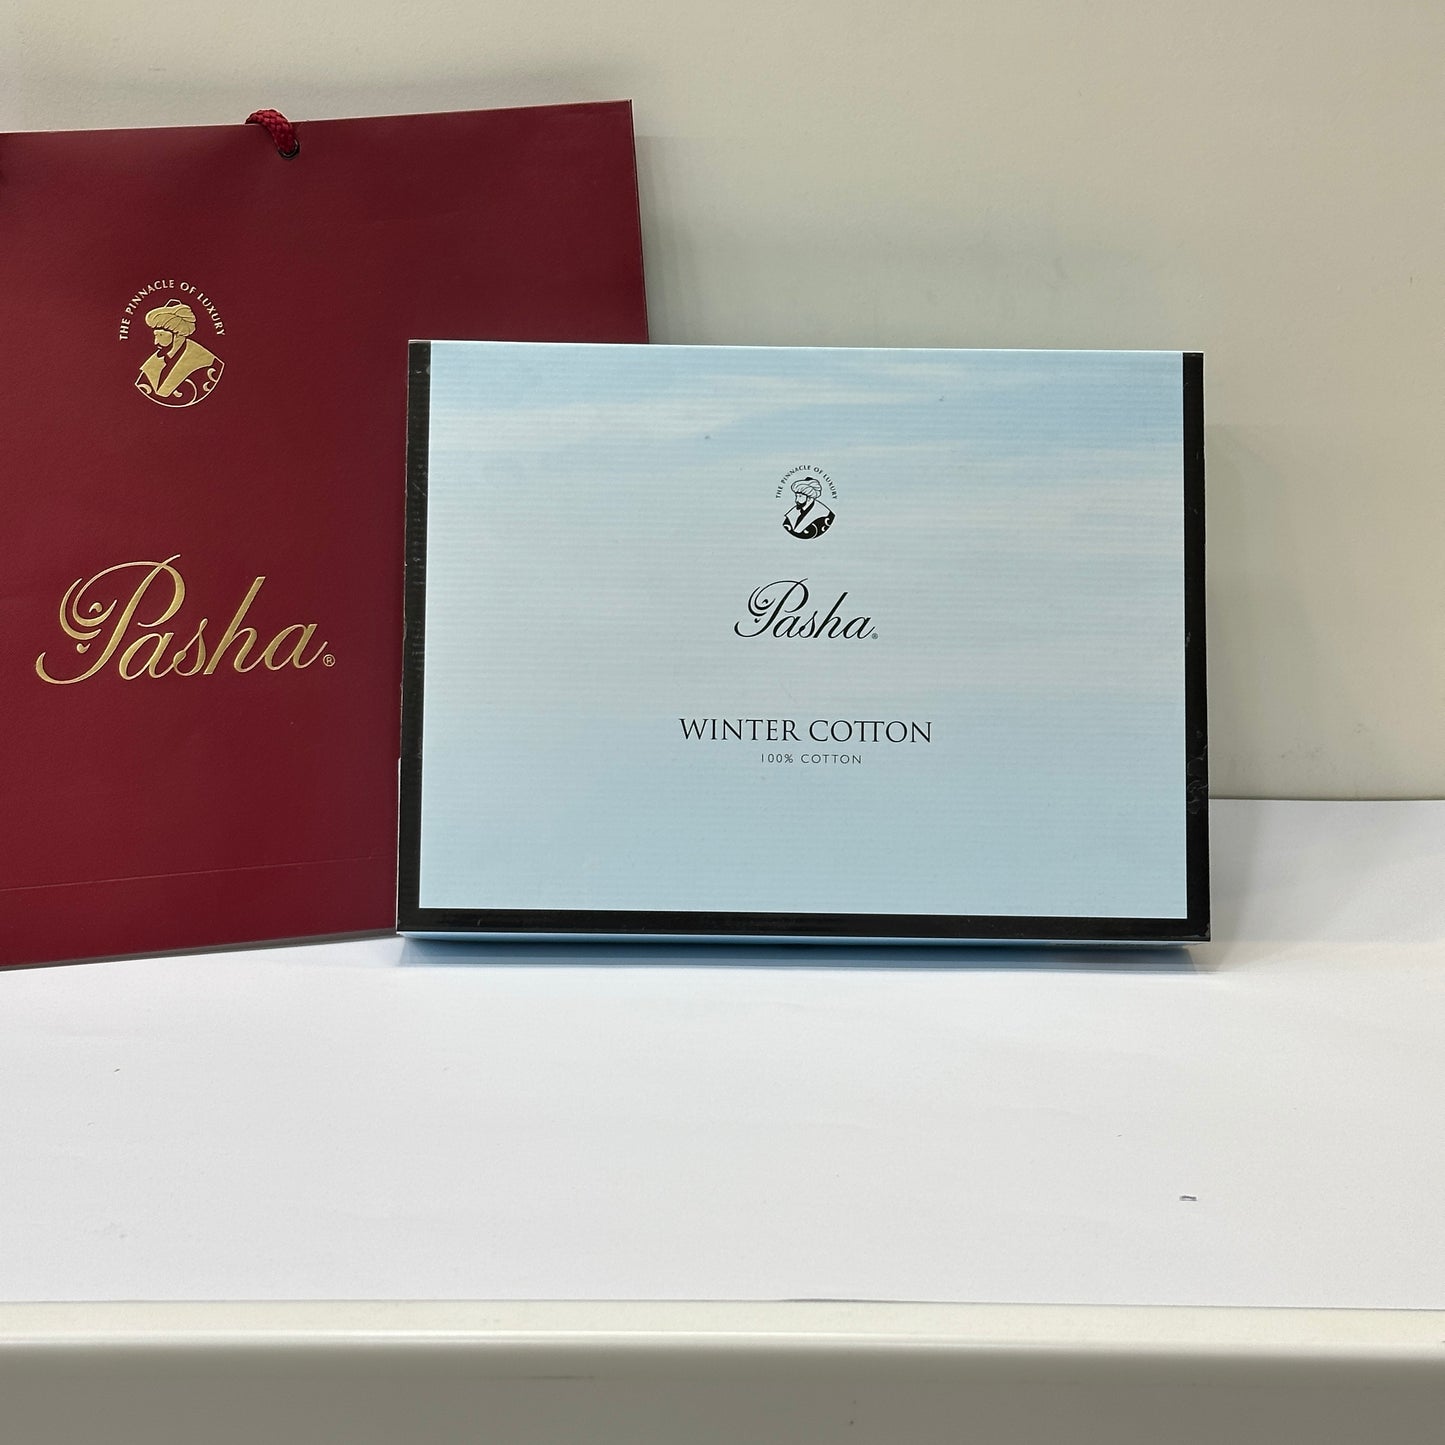 THE PINNACLE OF LUXURY
Pasha®
THE PINNACLE OF LUXURY
Pasha®
WINTER COTTON
100% COTTON